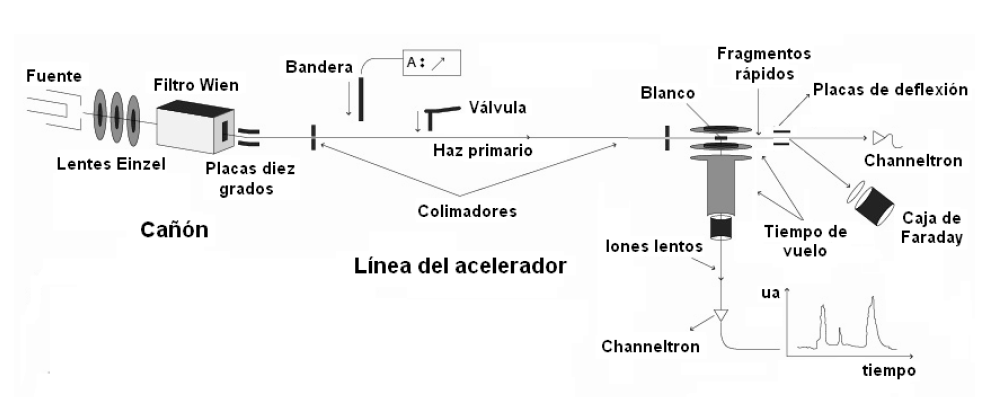 Fuente
Lentes Einzel
Filtro Wien
Placas diez
grados
Cañón
Bandera
A:
Válvula
Haz primario
Colimadores
Línea del acelerador
Fragmentos
rápidos
Blanco
Placas de deflexión
Channeltron
Caja de
Faraday
Tiempo de
vuelo
Iones lentos
Channeltron
ua
tiempo